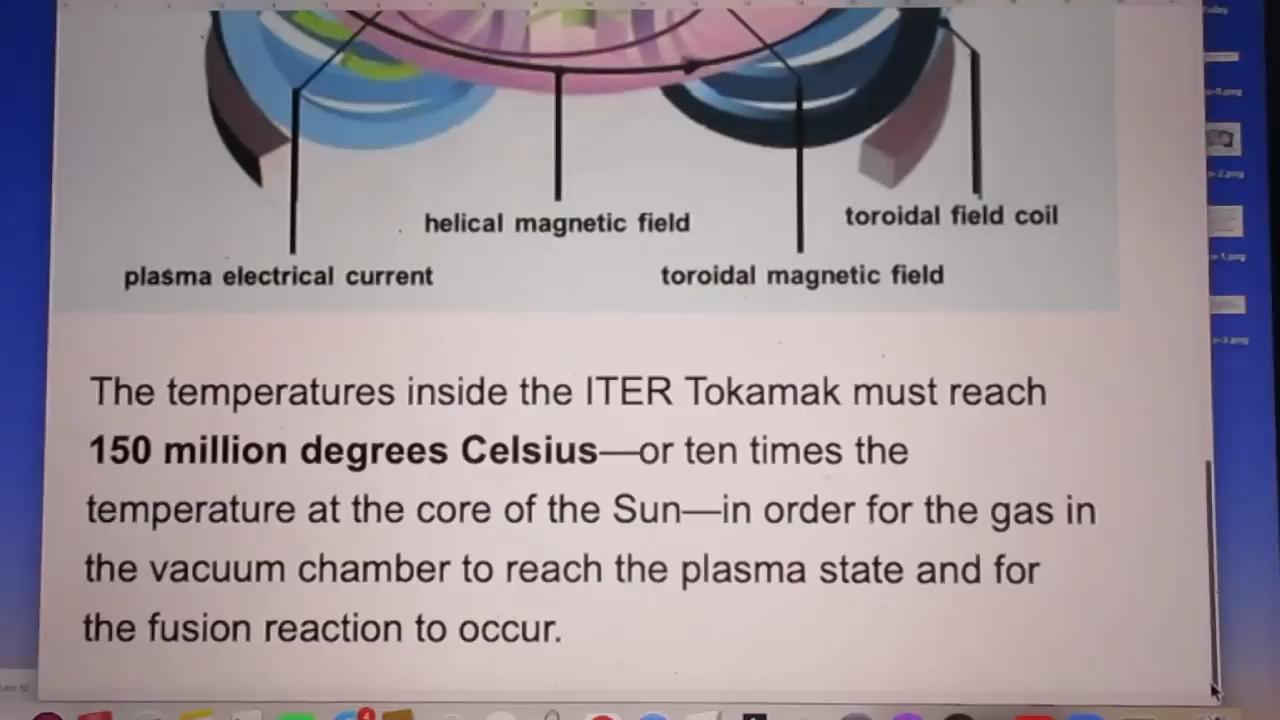 helical magnetic field
toroidal field coil
plasma electrical current
toroidal magnetic field
The temperatures inside the ITER Tokamak must reach
150 million degrees Celsius—or ten times the
temperature at the core of the Sun—in order for the gas in
the vacuum chamber to reach the plasma state and for
the fusion reaction to occur.